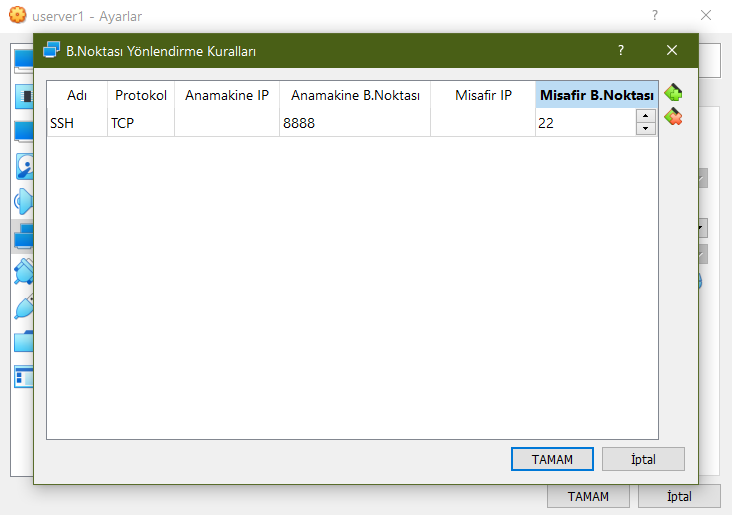 userver1 - Ayarlar
?
B.Noktası Yönlendirme Kuralları
?
Adı Protokol Anamakine IP Anamakine B.Noktası Misafir IP Misafir B.Noktası
SSH TCP 8888 22
TAMAM İptal
TAMAM İptal